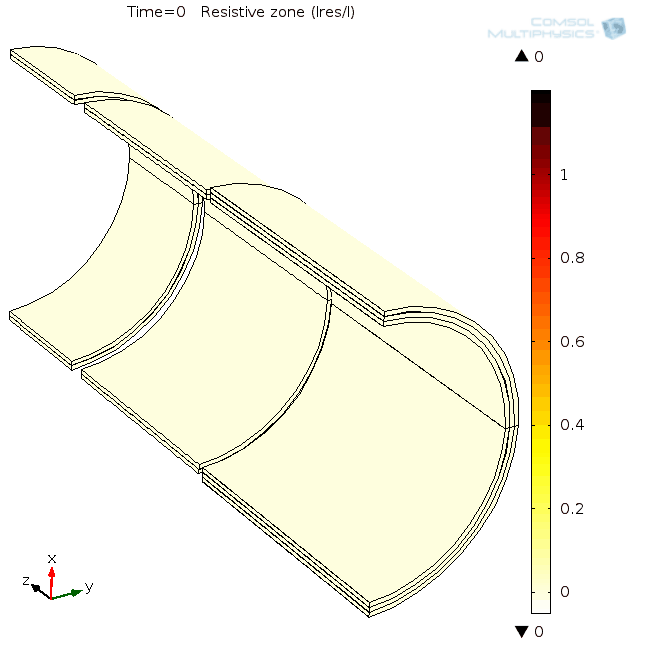 Time=0 Resistive zone (Ires/I)
COMSOL
MULTIPHYSICS®
▲ 0
1
0.8
0.6
0.4
0.2
0
▼ 0
x
z
y